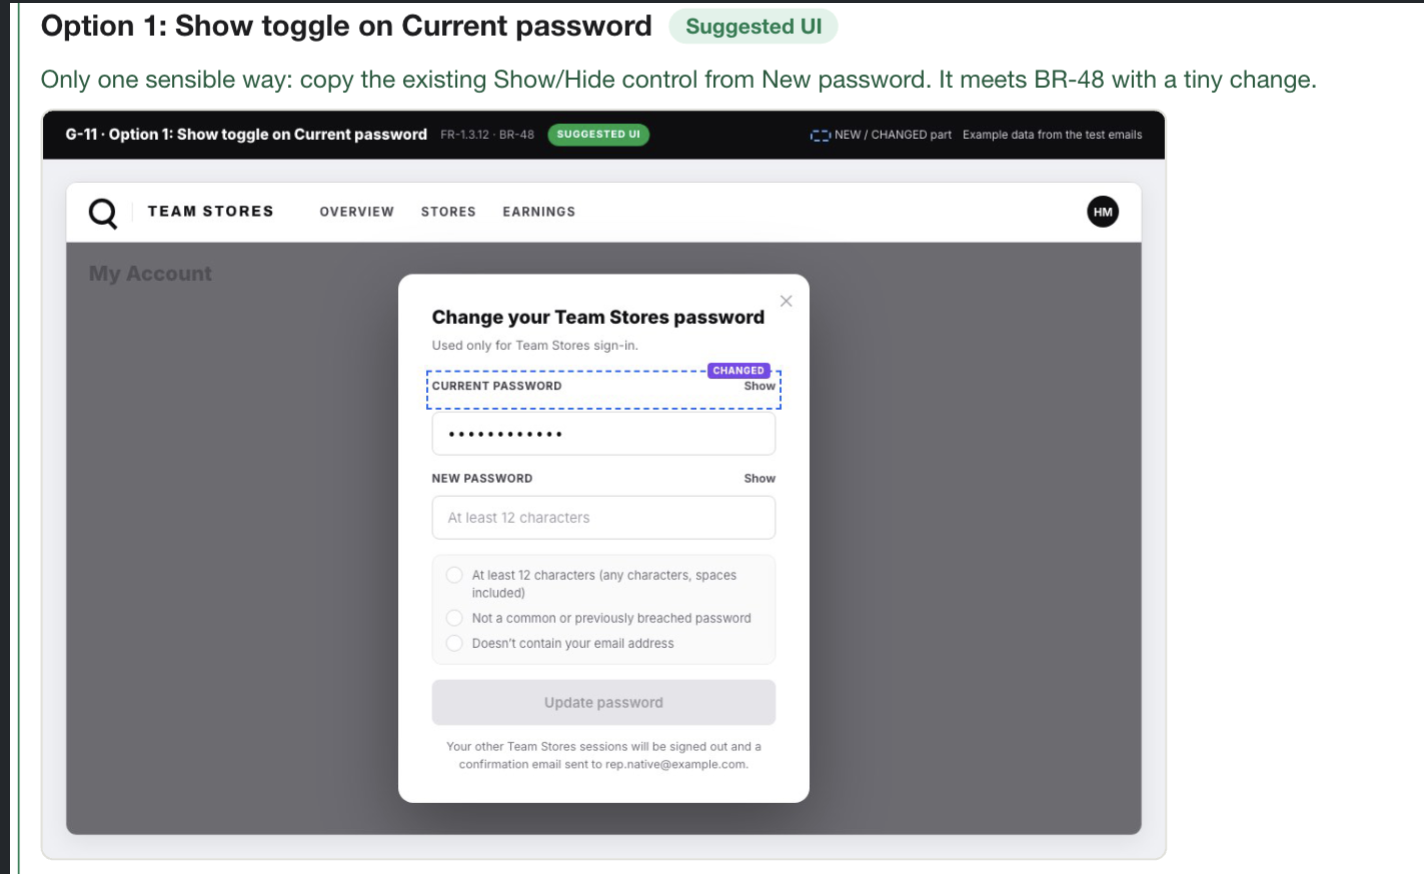 Option 1: Show toggle on Current password Suggested UI
Only one sensible way: copy the existing Show/Hide control from New password. It meets BR-48 with a tiny change.
G-11 · Option 1: Show toggle on Current password FR-1.3.12 · BR-48 SUGGESTED UI NEW / CHANGED part Example data from the test emails
TEAM STORES OVERVIEW STORES EARNINGS HM
My Account
Change your Team Stores password
Used only for Team Stores sign-in.
CHANGED
CURRENT PASSWORD Show
••••••••••••
NEW PASSWORD Show
At least 12 characters
At least 12 characters (any characters, spaces
included)
Not a common or previously breached password
Doesn't contain your email address
Update password
Your other Team Stores sessions will be signed out and a
confirmation email sent to rep.native@example.com.